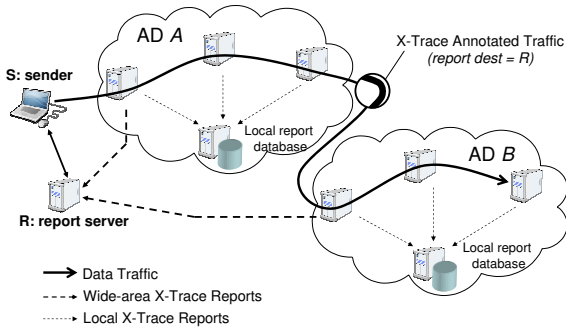 AD A
X-Trace Annotated Traffic
(report dest = R)
S: sender
Local report
database
AD B
R: report server
Local report
database
Data Traffic
Wide-area X-Trace Reports
Local X-Trace Reports